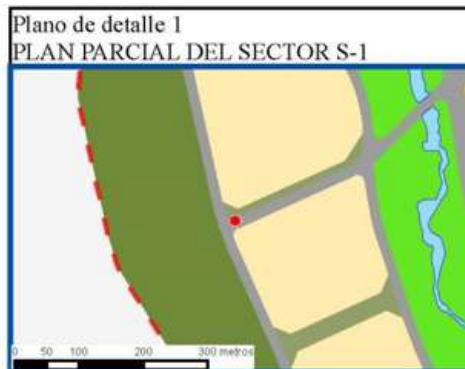 Plano de detalle 1
PLAN PARCIAL DEL SECTOR S-1
0 50 100 200 300 metros